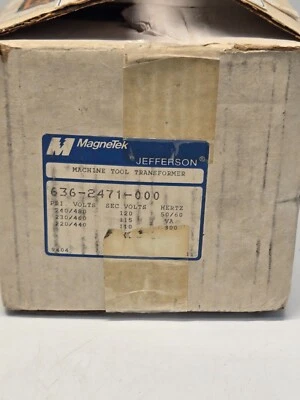 MagneTek
JEFFERSON®
MACHINE TOOL TRANSFORMER
636-2471-000
PRI VOLTS SEC VOLTS HERTZ
240/480 120 50/60
230/460 115 VA
220/440 110
9404